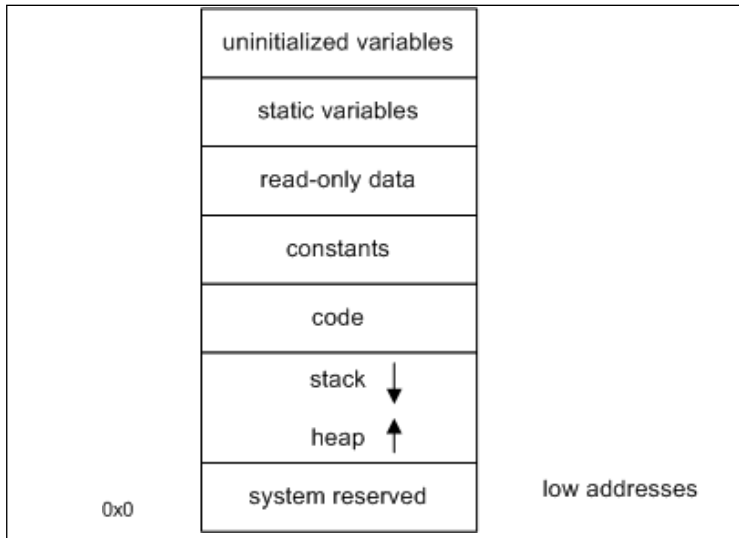 uninitialized variables
static variables
read-only data
constants
code
stack
heap
system reserved
low addresses
0x0